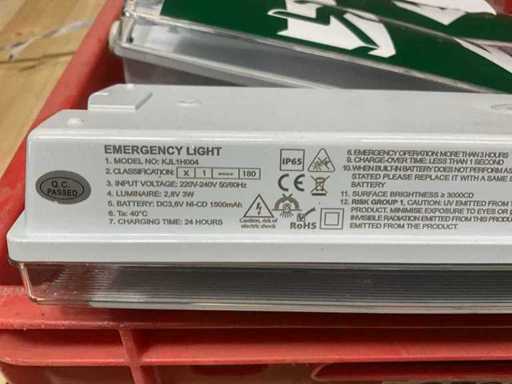 EMERGENCY LIGHT
1. MODEL NO: KJL1H004
2. CLASSIFICATION: X 1 180
3. INPUT VOLTAGE: 220V-240V 50/60Hz
4. LUMINAIRE: 2,8V 3W
5. BATTERY: DC3,6V NI-CD 1500mAh
6. Ta: 40°C
7. CHARGING TIME: 24 HOURS
Q.C.
PASSED
IP65
Caution, risk of
electric shock
RoHS
8. EMERGENCY OPERATION: MORE THAN 3 HOURS
9. CHARGE-OVER TIME: LESS THAN 1 SECOND
10. WHEN BUILT-IN BATTERY DOES NOT PERFORM AS
STATED PLEASE REPLACE IT WITH A SAME
BATTERY
11. SURFACE BRIGHTNESS ≥ 300CD
12. RISK GROUP 1, CAUTION: UV EMITTED FROM T
PRODUCT. MINIMISE EXPOSURE TO EYES OR
INVISIBLE RADIATION EMITTED FROM THIS PROD
EMITTED FROM THE PRODUCT.